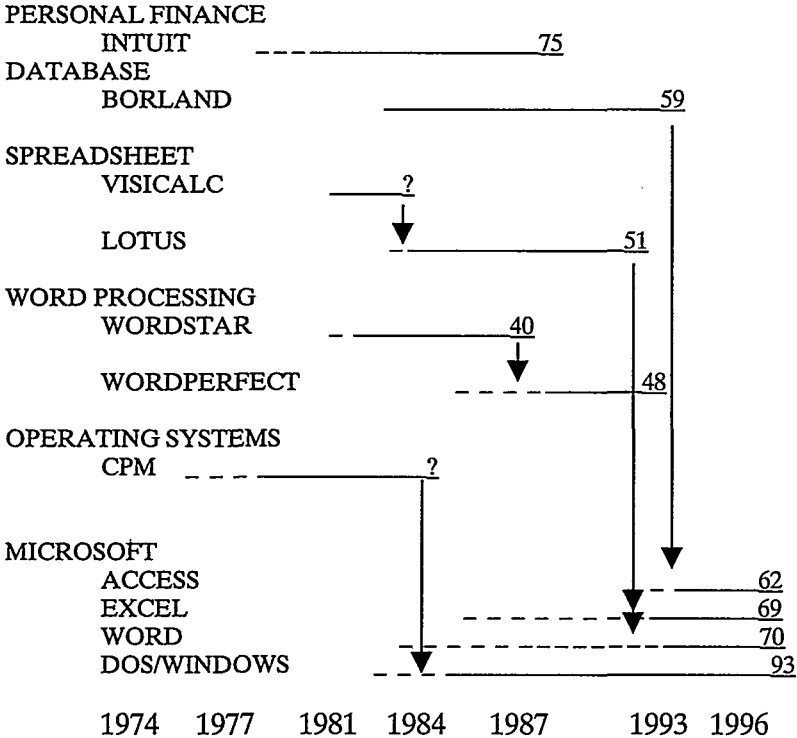 PERSONAL FINANCE
INTUIT 75
DATABASE
BORLAND 59
SPREADSHEET
VISICALC ?
LOTUS 51
WORD PROCESSING
WORDSTAR 40
WORDPERFECT 48
OPERATING SYSTEMS
CPM ?
MICROSOFT
ACCESS 62
EXCEL 69
WORD 70
DOS/WINDOWS 93
1974 1977 1981 1984 1987 1993 1996